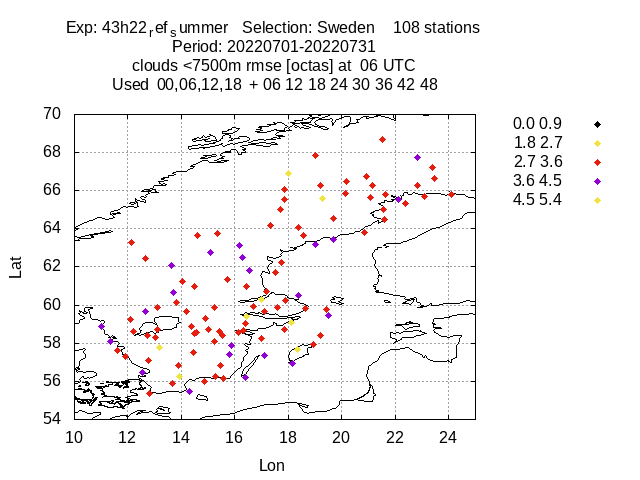 Exp: 43h22refsummer Selection: Sweden 108 stations
Period: 20220701-20220731
clouds <7500m rmse [octas] at 06 UTC
Used 00,06,12,18 + 06 12 18 24 30 36 42 48
70
68
66
64
62
60
58
56
54
Lat
10 12 14 16 18 20 22 24
Lon
0.0 0.9
1.8 2.7
2.7 3.6
3.6 4.5
4.5 5.4